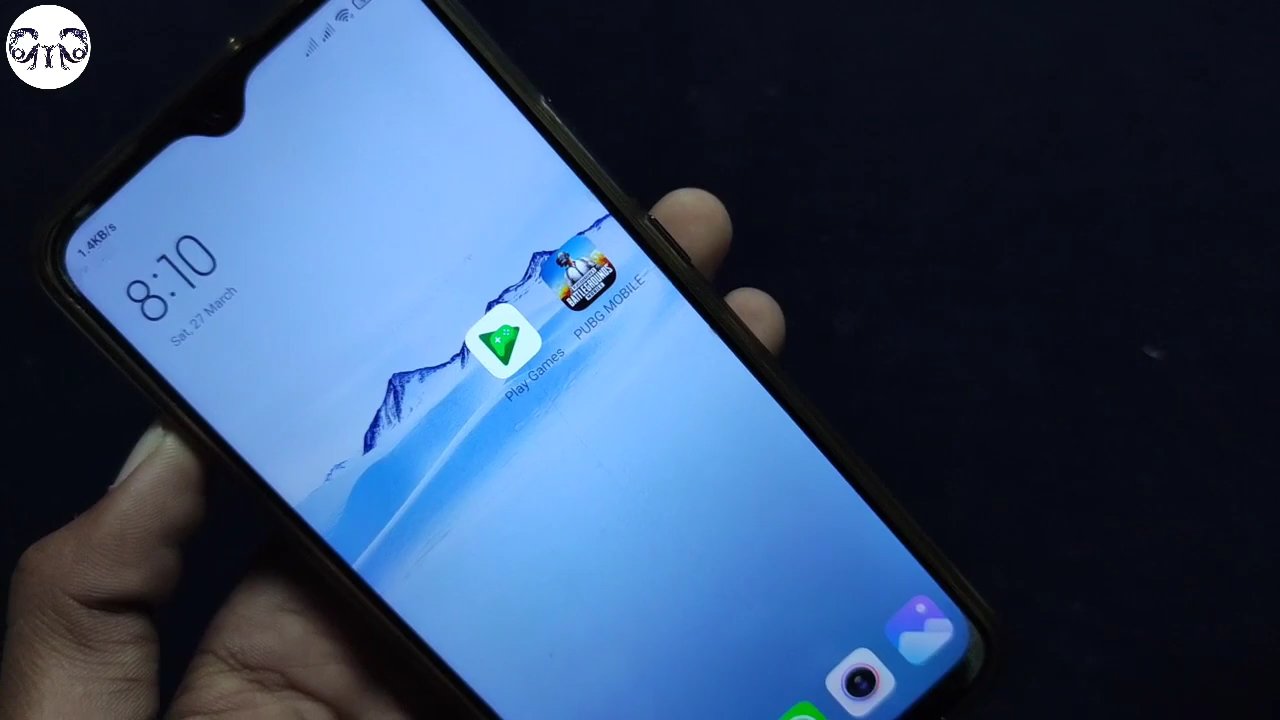 1.4KB/s
8:10
Sat, 27 March
BATTLEGROUNDS
PUBG MOBILE
Play Games